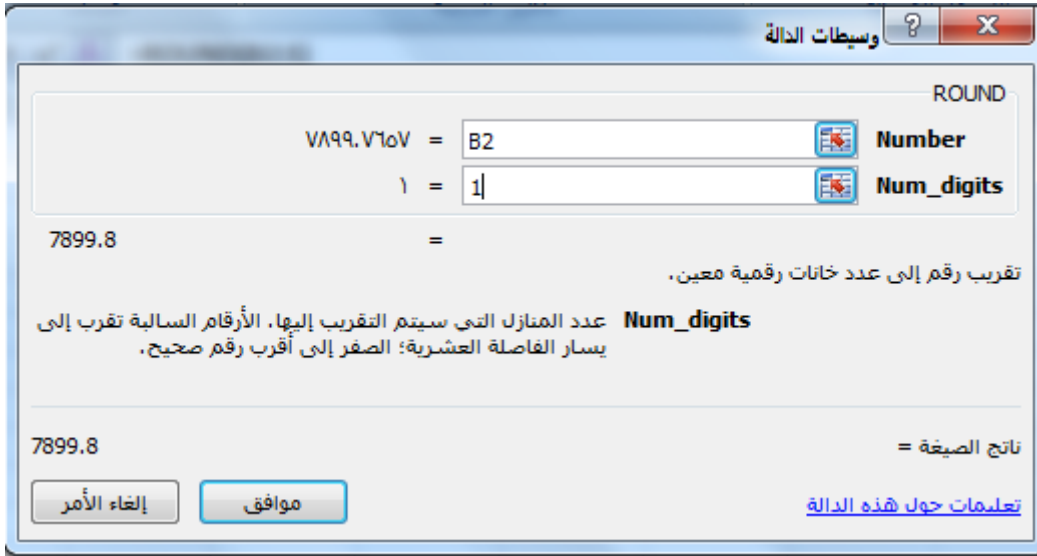 وسيطات الدالة
ROUND
Number B2 = ٧٨٩٩.٧٦٥٧
Num_digits 1 = ١
= 7899.8
تقريب رقم إلى عدد خانات رقمية معين.
Num_digits عدد المنازل التي سيتم التقريب إليها. الأرقام السالبة تقرب إلى
يسار الفاصلة العشرية؛ الصفر إلى أقرب رقم صحيح.
ناتج الصيغة = 7899.8
تعليمات حول هذه الدالة
موافق
إلغاء الأمر